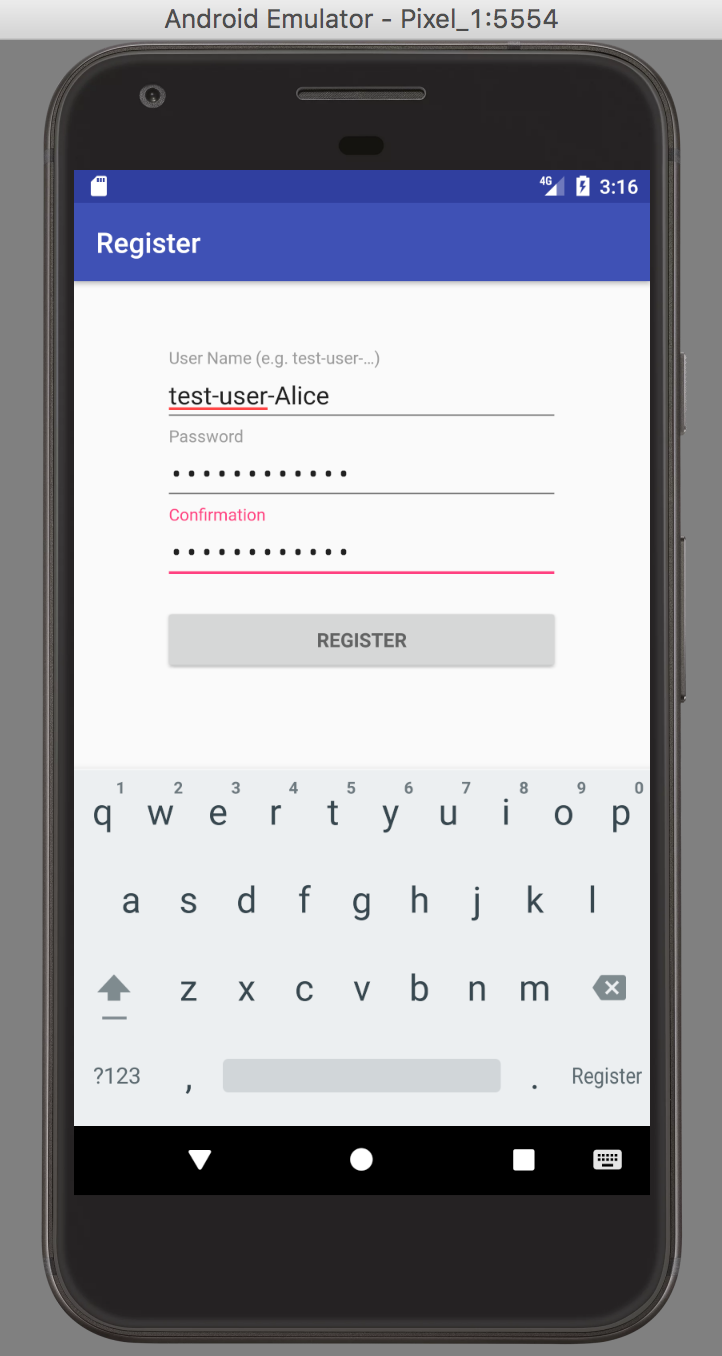 Android Emulator - Pixel_1:5554
4G 3:16
Register
User Name (e.g. test-user-...)
test-user-Alice
Password
••••••••••••
Confirmation
••••••••••••
REGISTER
1 2 3 4 5 6 7 8 9 0
q w e r t y u i o p
a s d f g h j k l
z x c v b n m
?123 , . Register